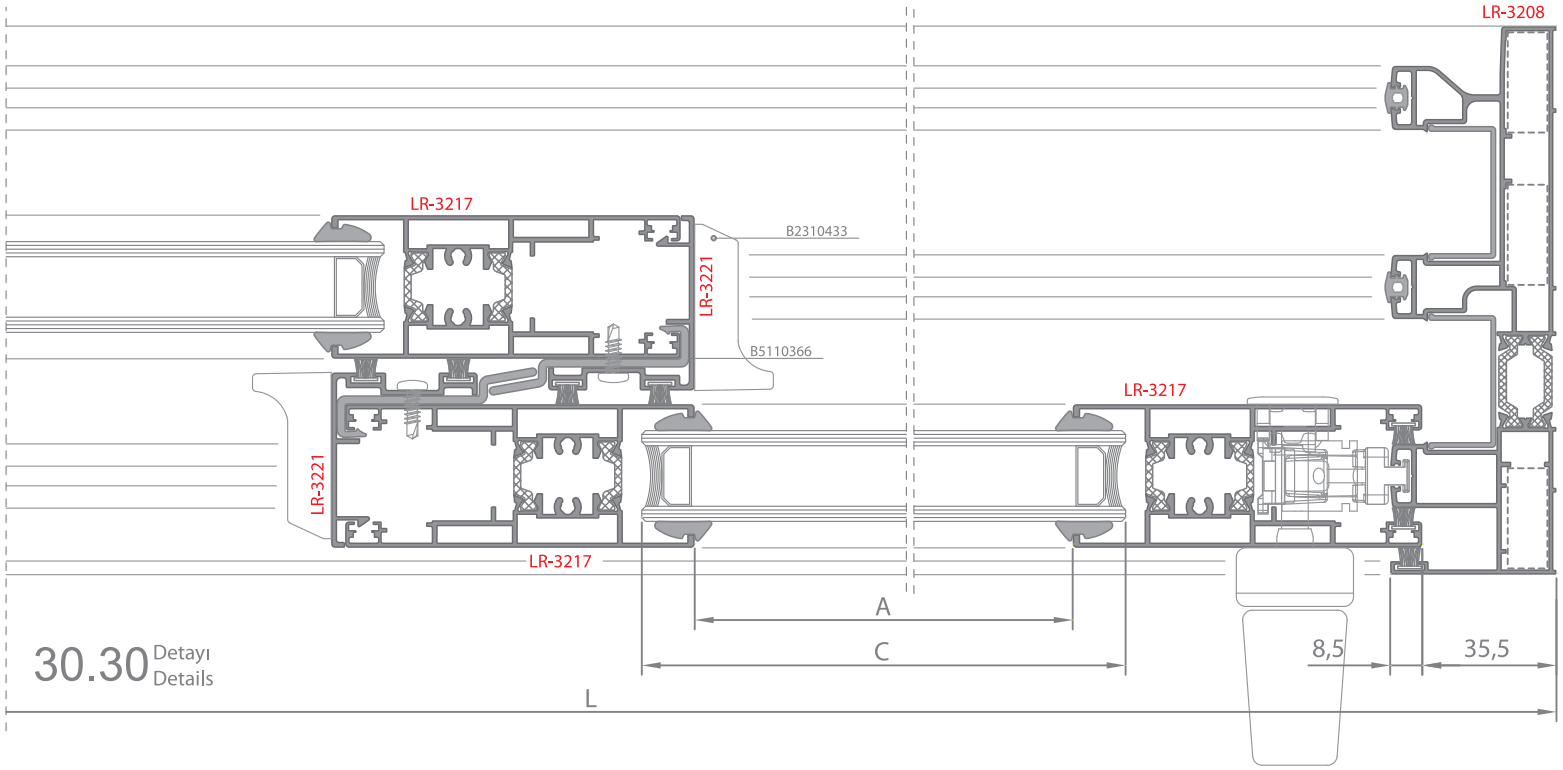 LR-3208
LR-3217
B2310433
LR-3221
B5110366
LR-3217
LR-3221
LR-3217
A
C
8,5
35,5
30.30 Detayı
Details
L